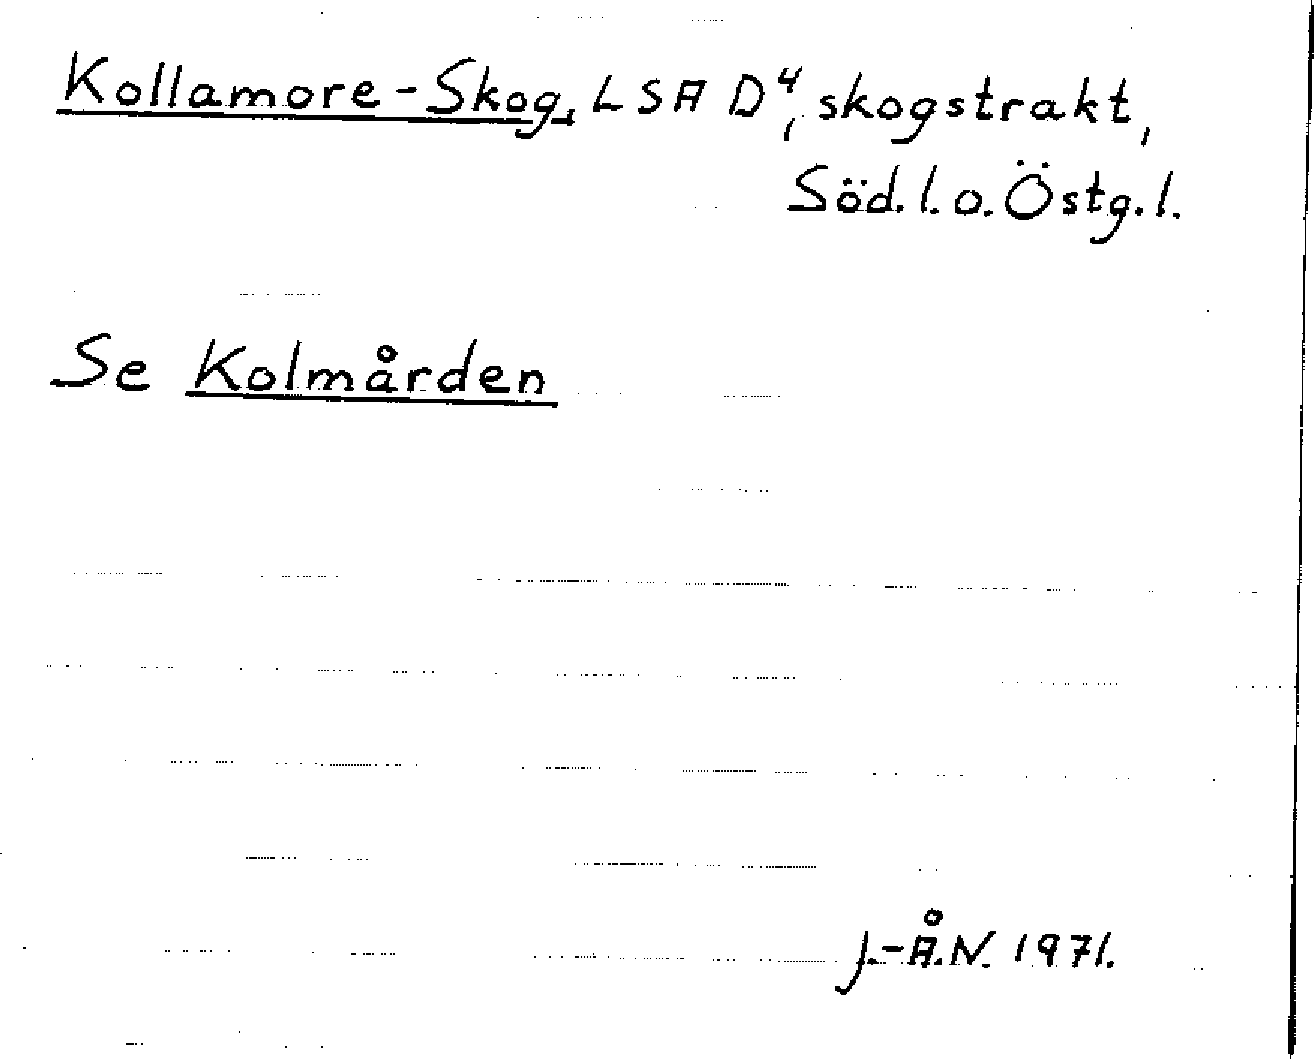 Kollamore-Skog, LSA D⁴, skogstrakt,
Söd.l.o.Östg.l.
Se Kolmården
J.-Å.N. 1971.